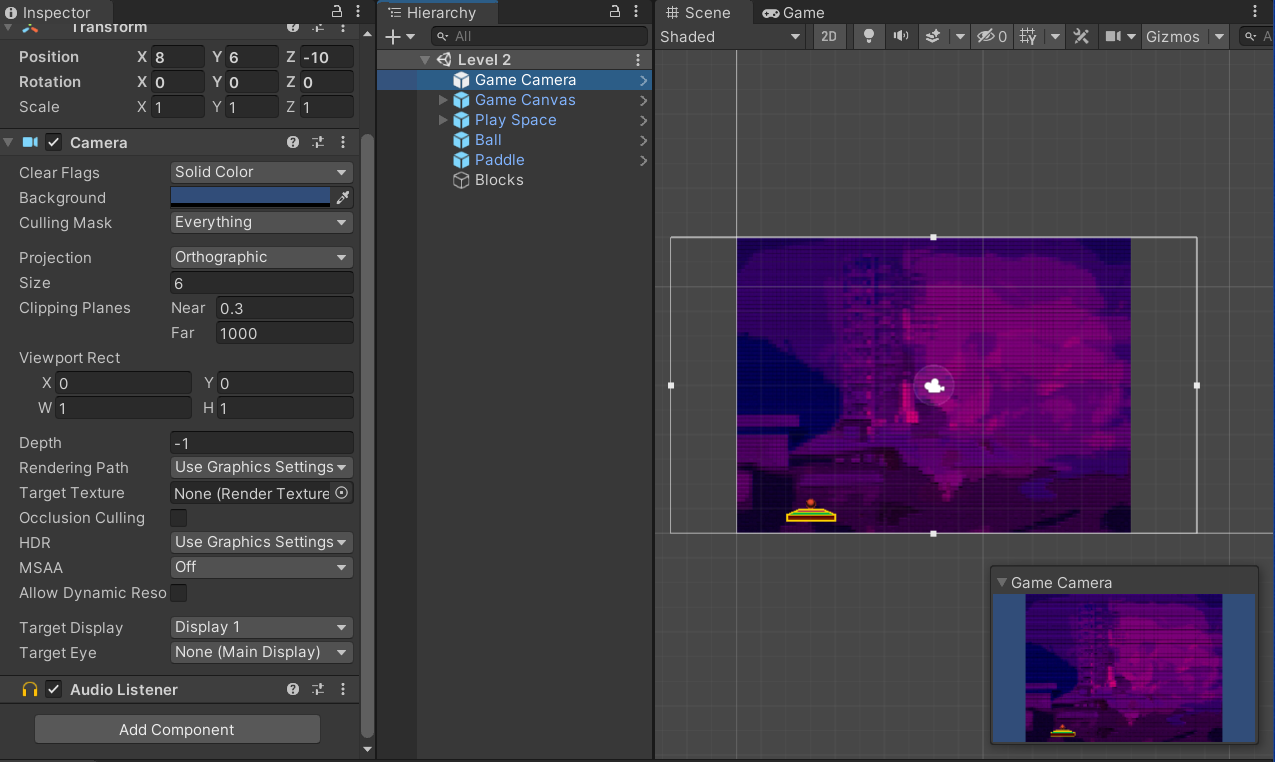 Inspector
Transform
Position X 8 Y 6 Z -10
Rotation X 0 Y 0 Z 0
Scale X 1 Y 1 Z 1
Camera
Clear Flags Solid Color
Background
Culling Mask Everything
Projection Orthographic
Size 6
Clipping Planes Near 0.3
Far 1000
Viewport Rect
X 0 Y 0
W 1 H 1
Depth -1
Rendering Path Use Graphics Settings
Target Texture None (Render Texture
Occlusion Culling
HDR Use Graphics Settings
MSAA Off
Allow Dynamic Reso
Target Display Display 1
Target Eye None (Main Display)
Audio Listener
Add Component
Hierarchy
All
Level 2
Game Camera
Game Canvas
Play Space
Ball
Paddle
Blocks
Scene Game
Shaded 2D 0 Gizmos A
Game Camera